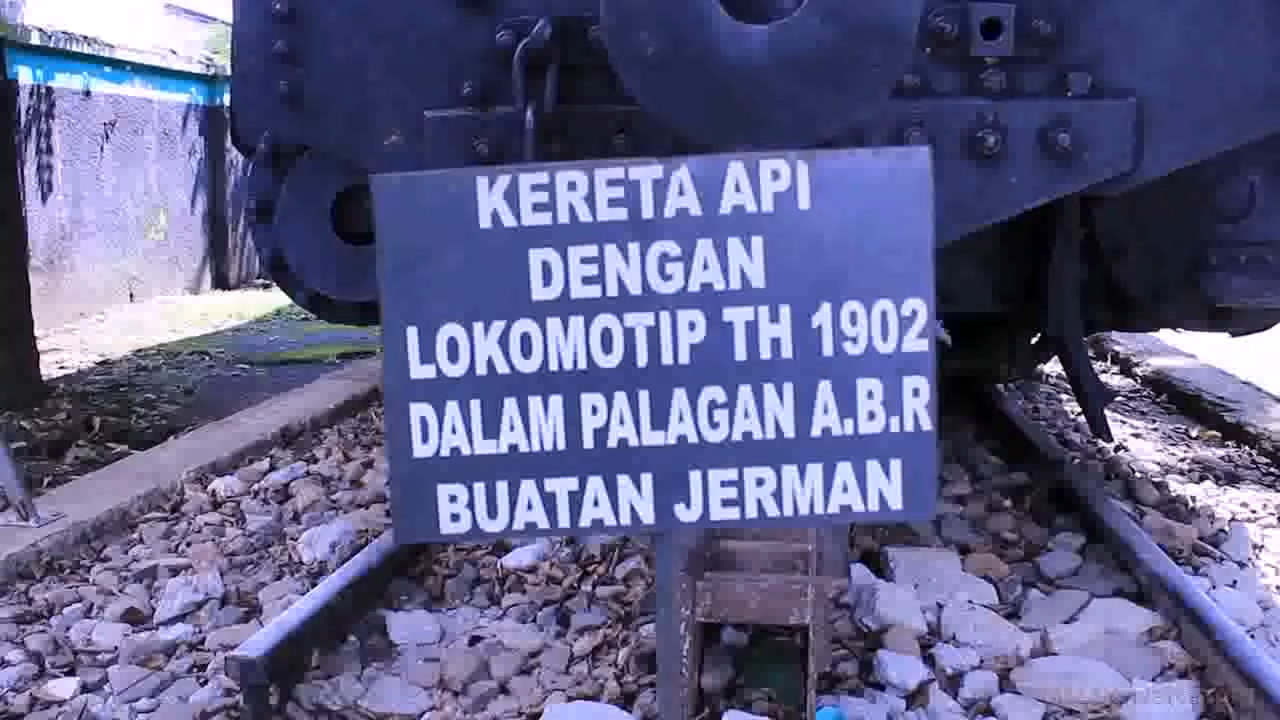 KERETA API
DENGAN
LOKOMOTIP TH 1902
DALAM PALAGAN A.B.R
BUATAN JERMAN